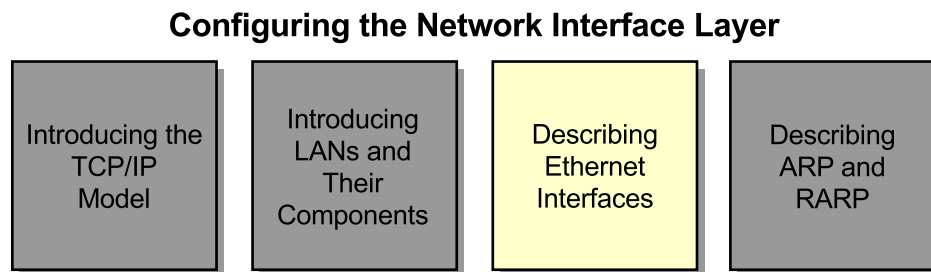 Configuring the Network Interface Layer
Introducing the
TCP/IP
Model
Introducing
LANs and
Their
Components
Describing
Ethernet
Interfaces
Describing
ARP and
RARP